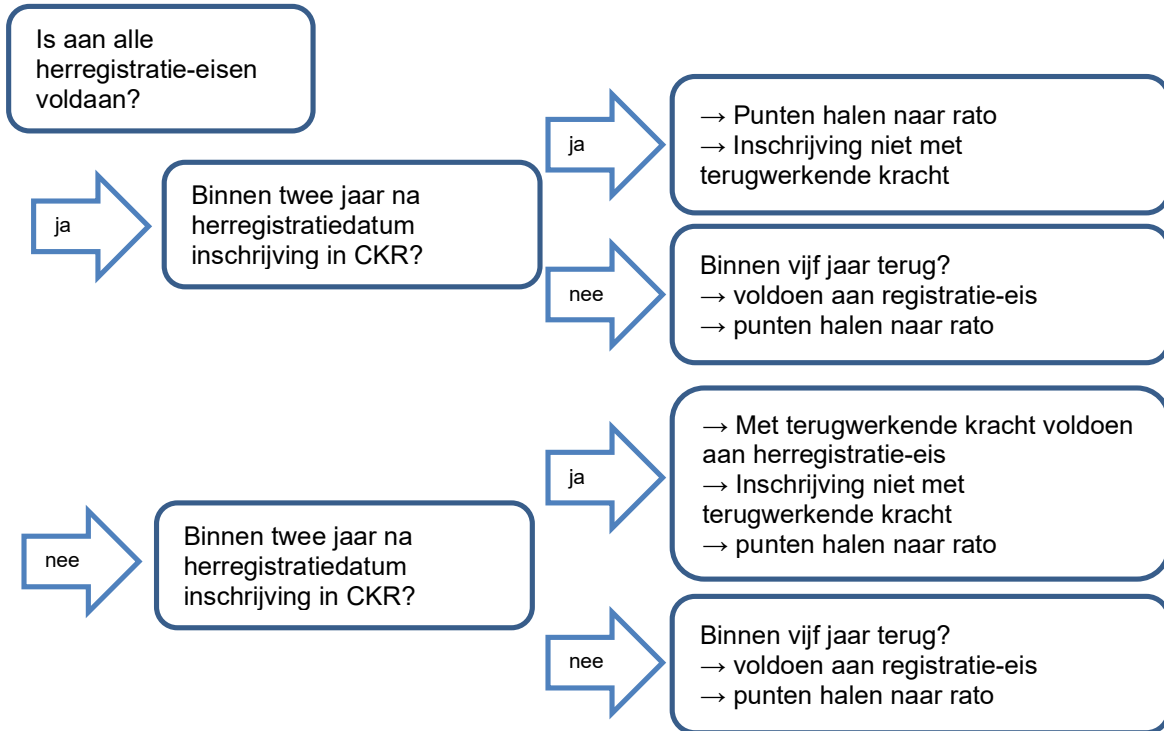 Is aan alle
herregistratie-eisen
voldaan?
ja
Binnen twee jaar na
herregistratiedatum
inschrijving in CKR?
ja
→ Punten halen naar rato
→ Inschrijving niet met
terugwerkende kracht
nee
Binnen vijf jaar terug?
→ voldoen aan registratie-eis
→ punten halen naar rato
nee
Binnen twee jaar na
herregistratiedatum
inschrijving in CKR?
ja
→ Met terugwerkende kracht voldoen
aan herregistratie-eis
→ Inschrijving niet met
terugwerkende kracht
→ punten halen naar rato
nee
Binnen vijf jaar terug?
→ voldoen aan registratie-eis
→ punten halen naar rato